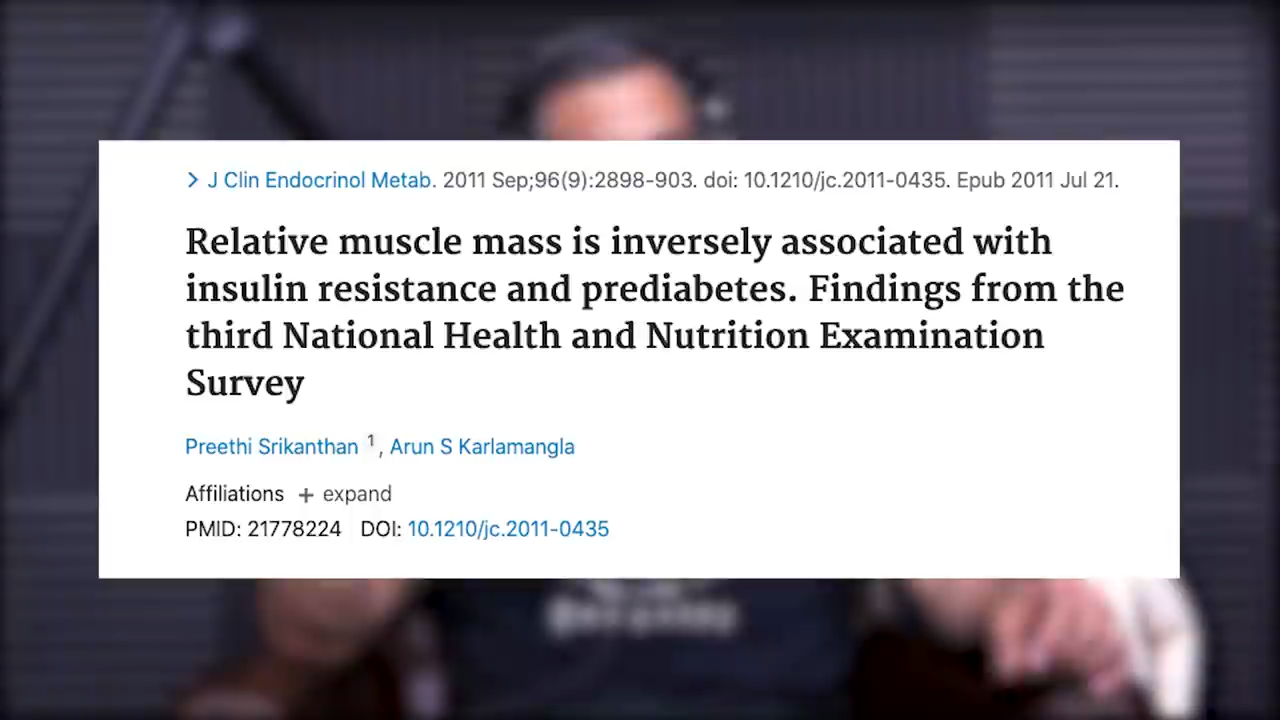 > J Clin Endocrinol Metab. 2011 Sep;96(9):2898-903. doi: 10.1210/jc.2011-0435. Epub 2011 Jul 21.
Relative muscle mass is inversely associated with
insulin resistance and prediabetes. Findings from the
third National Health and Nutrition Examination
Survey
Preethi Srikanthan 1, Arun S Karlamangla
Affiliations + expand
PMID: 21778224 DOI: 10.1210/jc.2011-0435